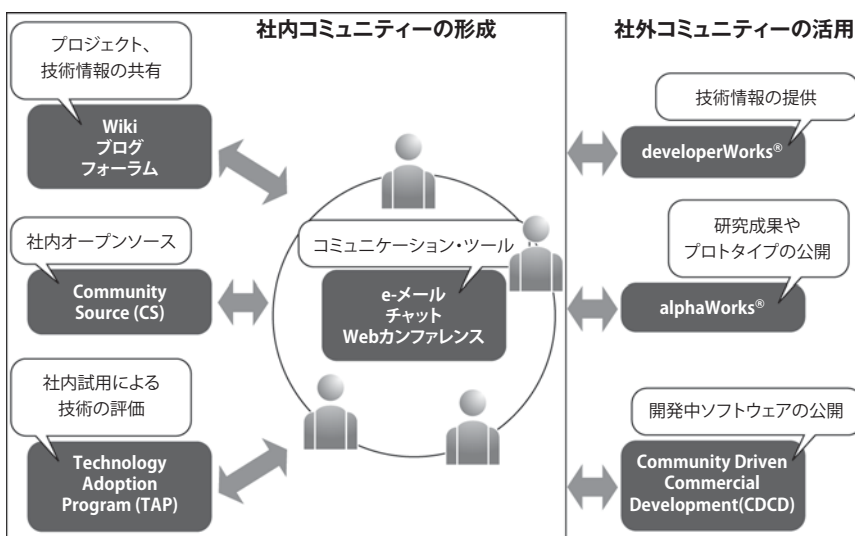 社内コミュニティーの形成
プロジェクト、
技術情報の共有
Wiki
ブログ
フォーラム
社内オープンソース
Community
Source (CS)
社内試用による
技術の評価
Technology
Adoption
Program (TAP)
コミュニケーション・ツール
e-メール
チャット
Webカンファレンス
社外コミュニティーの活用
技術情報の提供
developerWorks®
研究成果や
プロトタイプの公開
alphaWorks®
開発中ソフトウェアの公開
Community Driven
Commercial
Development(CDCD)